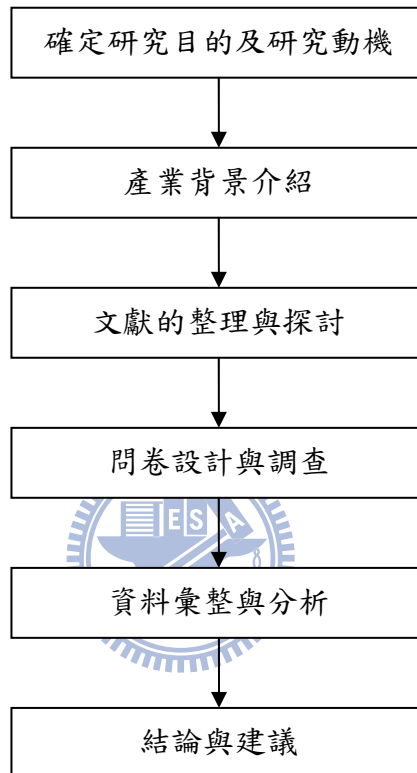 確定研究目的及研究動機
產業背景介紹
文獻的整理與探討
問卷設計與調查
E S A
資料彙整與分析
結論與建議